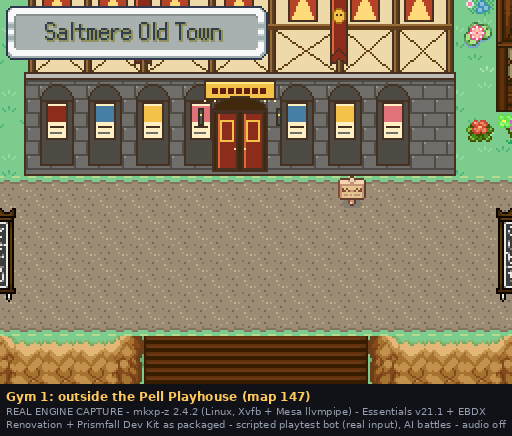 Saltmere Old Town
Gym 1: outside the Pell Playhouse (map 147)
REAL ENGINE CAPTURE - mkxp-z 2.4.2 (Linux, Xvfb + Mesa llvmpipe) - Essentials v21.1 + EBDX
Renovation + Prismfall Dev Kit as packaged - scripted playtest bot (real input), AI battles - audio off